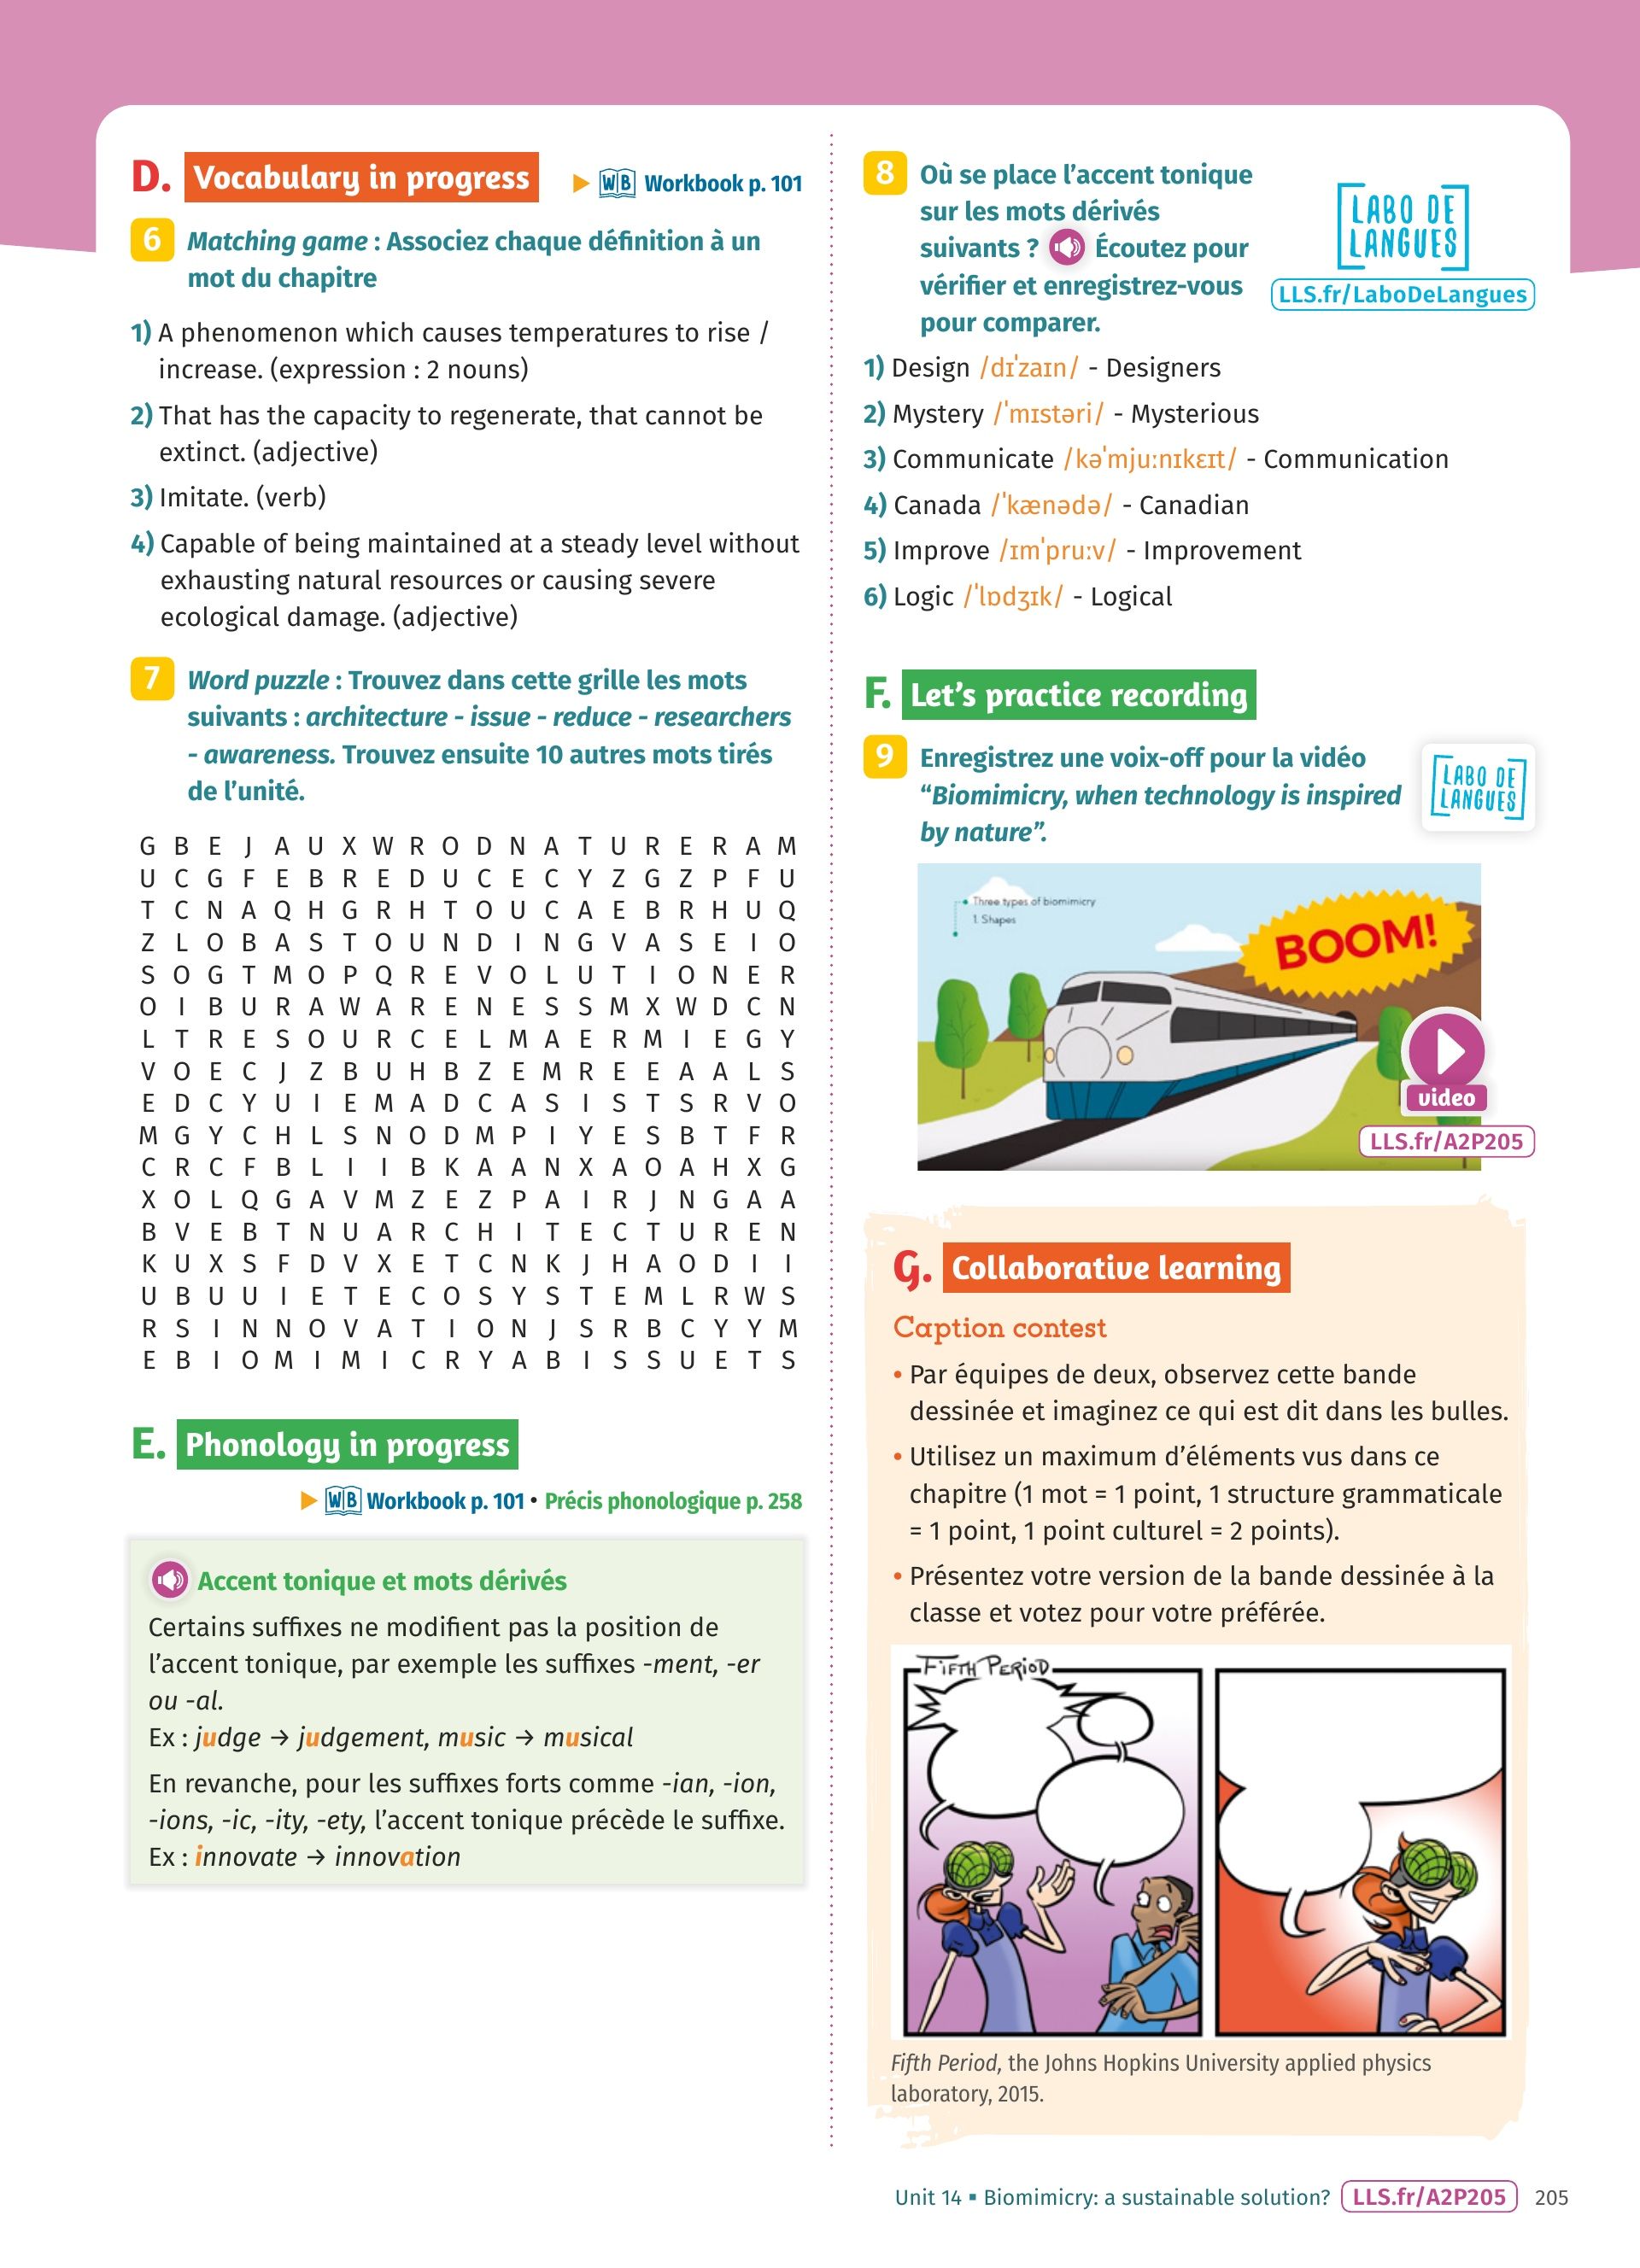 D. Vocabulary in progress
WB Workbook p. 101
6 Matching game : Associez chaque définition à un
mot du chapitre
1) A phenomenon which causes temperatures to rise /
increase. (expression : 2 nouns)
2) That has the capacity to regenerate, that cannot be
extinct. (adjective)
3) Imitate. (verb)
4) Capable of being maintained at a steady level without
exhausting natural resources or causing severe
ecological damage. (adjective)
7 Word puzzle : Trouvez dans cette grille les mots
suivants : architecture - issue - reduce - researchers
- awareness. Trouvez ensuite 10 autres mots tirés
de l'unité.
G B E J A U X W R O D N A T U R E R A M
U C G F E B R E D U C E C Y Z G Z P F U
T C N A Q H G R H T O U C A E B R H U Q
Z L O B A S T O U N D I N G V A S E I O
S O G T M O P Q R E V O L U T I O N E R
O I B U R A W A R E N E S S M X W D C N
L T R E S O U R C E L M A E R M I E G Y
V O E C J Z B U H B Z E M R E E A A L S
E D C Y U I E M A D C A S I S T S R V O
M G Y C H L S N O D M P I Y E S B T F R
C R C F B L I I B K A A N X A O A H X G
X O L Q G A V M Z E Z P A I R J N G A A
B V E B T N U A R C H I T E C T U R E N
K U X S F D V X E T C N K J H A O D I I
U B U U I E T E C O S Y S T E M L R W S
R S I N N O V A T I O N J S R B C Y Y M
E B I O M I M I C R Y A B I S S U E T S
E. Phonology in progress
WB Workbook p. 101 • Précis phonologique p. 258
Accent tonique et mots dérivés
Certains suffixes ne modifient pas la position de
l'accent tonique, par exemple les suffixes -ment, -er
ou -al.
Ex : judge → judgement, music → musical
En revanche, pour les suffixes forts comme -ian, -ion,
-ions, -ic, -ity, -ety, l'accent tonique précède le suffixe.
Ex : innovate → innovation
8 Où se place l'accent tonique
sur les mots dérivés
suivants ? Écoutez pour
vérifier et enregistrez-vous
pour comparer.
LABO DE
LANGUES
LLS.fr/LaboDeLangues
1) Design /dɪˈzaɪn/ - Designers
2) Mystery /ˈmɪstəri/ - Mysterious
3) Communicate /kəˈmjuːnɪkɛɪt/ - Communication
4) Canada /ˈkænədə/ - Canadian
5) Improve /ɪmˈpruːv/ - Improvement
6) Logic /ˈlɒdʒɪk/ - Logical
F. Let's practice recording
9 Enregistrez une voix-off pour la vidéo
“Biomimicry, when technology is inspired
by nature”.
LABO DE
LANGUES
Three types of biomimicry
1. Shapes
BOOM!
video
LLS.fr/A2P205
G. Collaborative learning
Caption contest
• Par équipes de deux, observez cette bande
dessinée et imaginez ce qui est dit dans les bulles.
• Utilisez un maximum d'éléments vus dans ce
chapitre (1 mot = 1 point, 1 structure grammaticale
= 1 point, 1 point culturel = 2 points).
• Présentez votre version de la bande dessinée à la
classe et votez pour votre préférée.
FIFTH PERIOD
Fifth Period, the Johns Hopkins University applied physics
laboratory, 2015.
Unit 14 ▪ Biomimicry: a sustainable solution? LLS.fr/A2P205 205